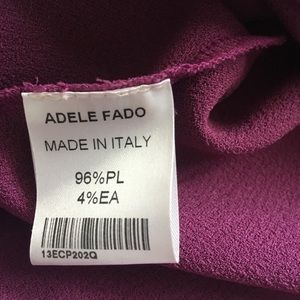 ADELE FADO
MADE IN ITALY
96%PL
4%EA
13ECP202Q